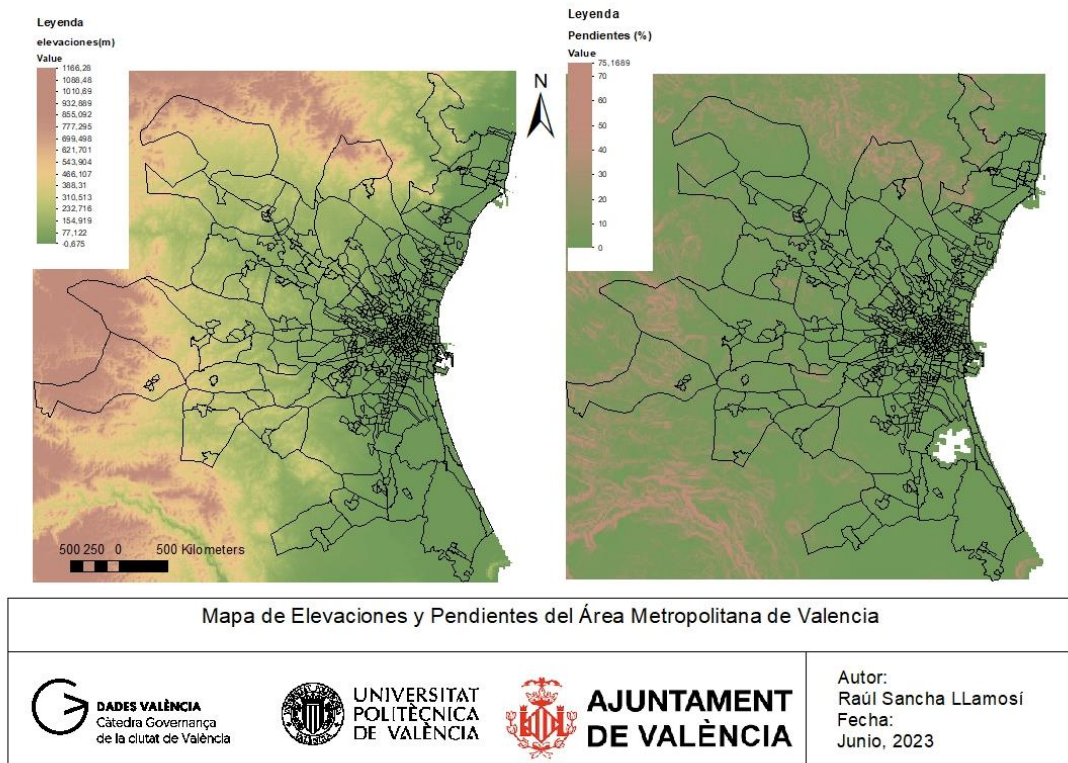 Leyenda
elevaciones(m)
Value
1166,28
1088,48
1010,69
932,889
855,092
777,295
699,498
621,701
543,904
466,107
388,31
310,513
232,716
154,919
77,122
-0,675
N
500 250 0 500 Kilometers
Leyenda
Pendientes (%)
Value
75,1689
70
60
50
40
30
20
10
0
Mapa de Elevaciones y Pendientes del Área Metropolitana de Valencia
DADES VALÈNCIA
Càtedra Governança
de la ciutat de València
UNIVERSITAT
POLITÈCNICA
DE VALÈNCIA
AJUNTAMENT
DE VALÈNCIA
Autor:
Raúl Sancha LLamosí
Fecha:
Junio, 2023